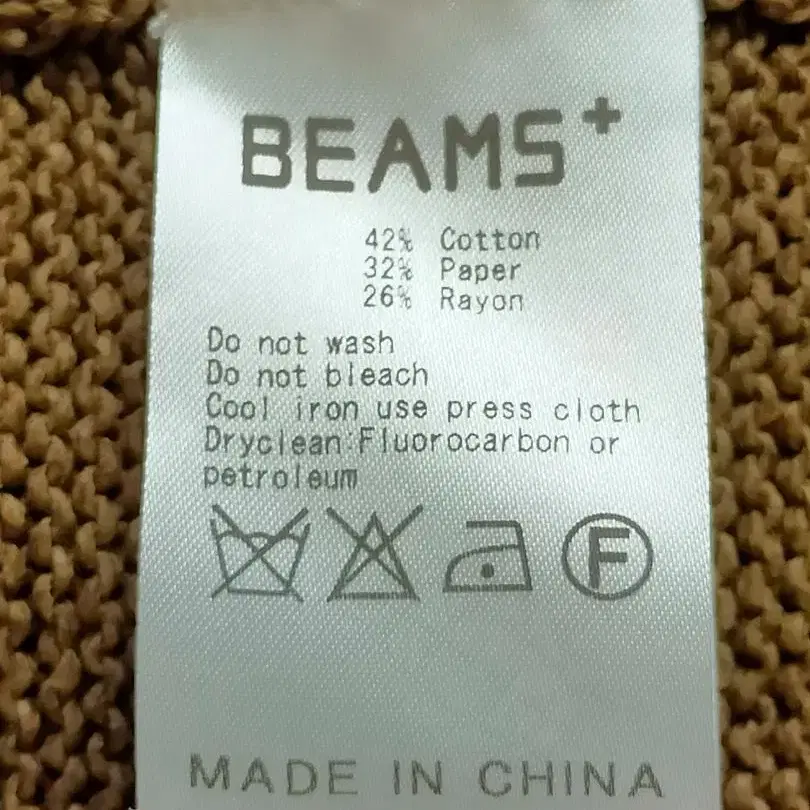 BEAMS+
42% Cotton
32% Paper
26% Rayon
Do not wash
Do not bleach
Cool iron use press cloth
Dryclean:Fluorocarbon or
petroleum
F
MADE IN CHINA